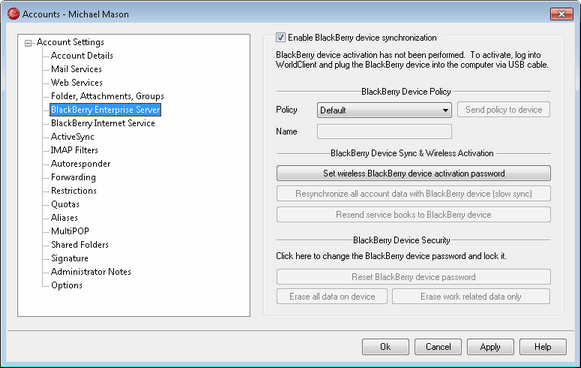 Accounts - Michael Mason
Account Settings
Account Details
Mail Services
Web Services
Folder, Attachments, Groups
BlackBerry Enterprise Server
BlackBerry Internet Service
ActiveSync
IMAP Filters
Autoresponder
Forwarding
Restrictions
Quotas
Aliases
MultiPOP
Shared Folders
Signature
Administrator Notes
Options
Enable BlackBerry device synchronization
BlackBerry device activation has not been performed. To activate, log into
WorldClient and plug the BlackBerry device into the computer via USB cable.
BlackBerry Device Policy
Policy Default Send policy to device
Name
BlackBerry Device Sync & Wireless Activation
Set wireless BlackBerry device activation password
Resynchronize all account data with BlackBerry device (slow sync)
Resend service books to BlackBerry device
BlackBerry Device Security
Click here to change the BlackBerry device password and lock it.
Reset BlackBerry device password
Erase all data on device Erase work related data only
Ok Cancel Apply Help